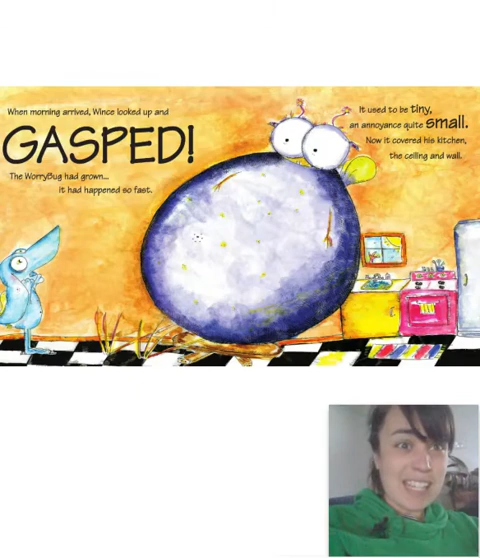 When morning arrived, Wince looked up and
GASPED!
The WorryBug had grown...
it had happened so fast.
It used to be tiny,
an annoyance quite small.
Now it covered his kitchen,
the ceiling and wall.